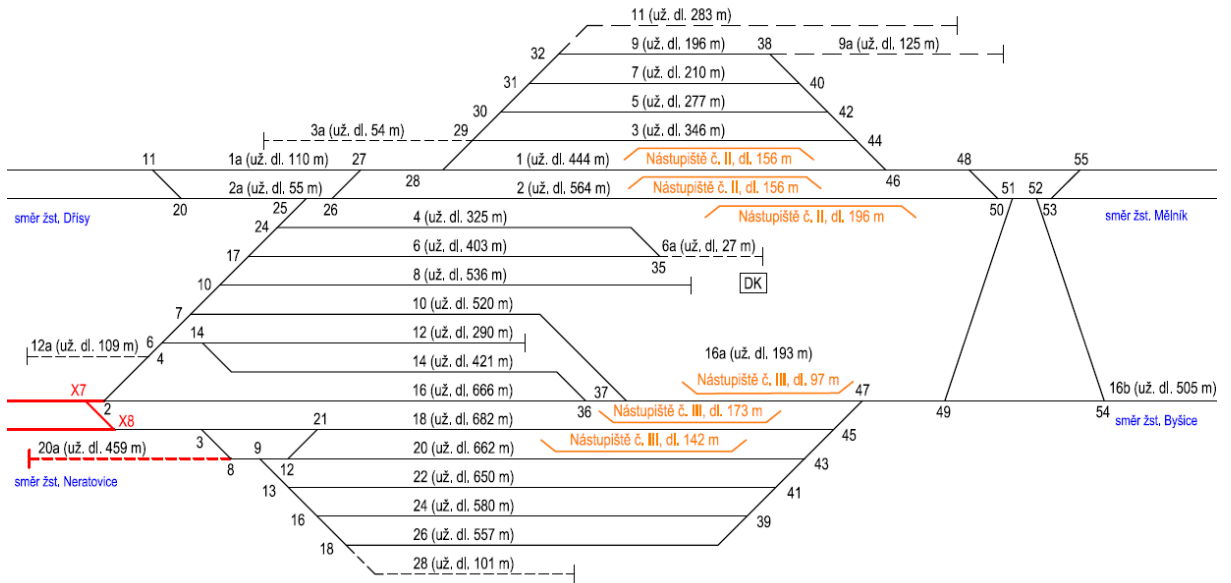 11 (už. dl. 283 m)
32
9 (už. dl. 196 m)
38
9a (už. dl. 125 m)
31
7 (už. dl. 210 m)
40
30
5 (už. dl. 277 m)
42
3a (už. dl. 54 m)
29
3 (už. dl. 346 m)
44
11
1a (už. dl. 110 m)
27
1 (už. dl. 444 m)
Nástupiště č. II, dl. 156 m
48
55
28
46
2a (už. dl. 55 m)
2 (už. dl. 564 m)
Nástupiště č. II, dl. 156 m
51
52
směr žst. Dřísy
20
25
26
Nástupiště č. II, dl. 196 m
50
53
směr žst. Mělník
24
4 (už. dl. 325 m)
17
6 (už. dl. 403 m)
35
6a (už. dl. 27 m)
10
8 (už. dl. 536 m)
DK
7
10 (už. dl. 520 m)
12a (už. dl. 109 m)
6
4
14
12 (už. dl. 290 m)
16a (už. dl. 193 m)
14 (už. dl. 421 m)
Nástupiště č. III, dl. 97 m
X7
2
16 (už. dl. 666 m)
36
37
47
49
54
16b (už. dl. 505 m)
Nástupiště č. III, dl. 173 m
směr žst. Byšice
X8
21
18 (už. dl. 682 m)
45
3
Nástupiště č. III, dl. 142 m
20a (už. dl. 459 m)
8
9
12
20 (už. dl. 662 m)
43
směr žst. Neratovice
13
22 (už. dl. 650 m)
41
16
24 (už. dl. 580 m)
39
18
26 (už. dl. 557 m)
28 (už. dl. 101 m)